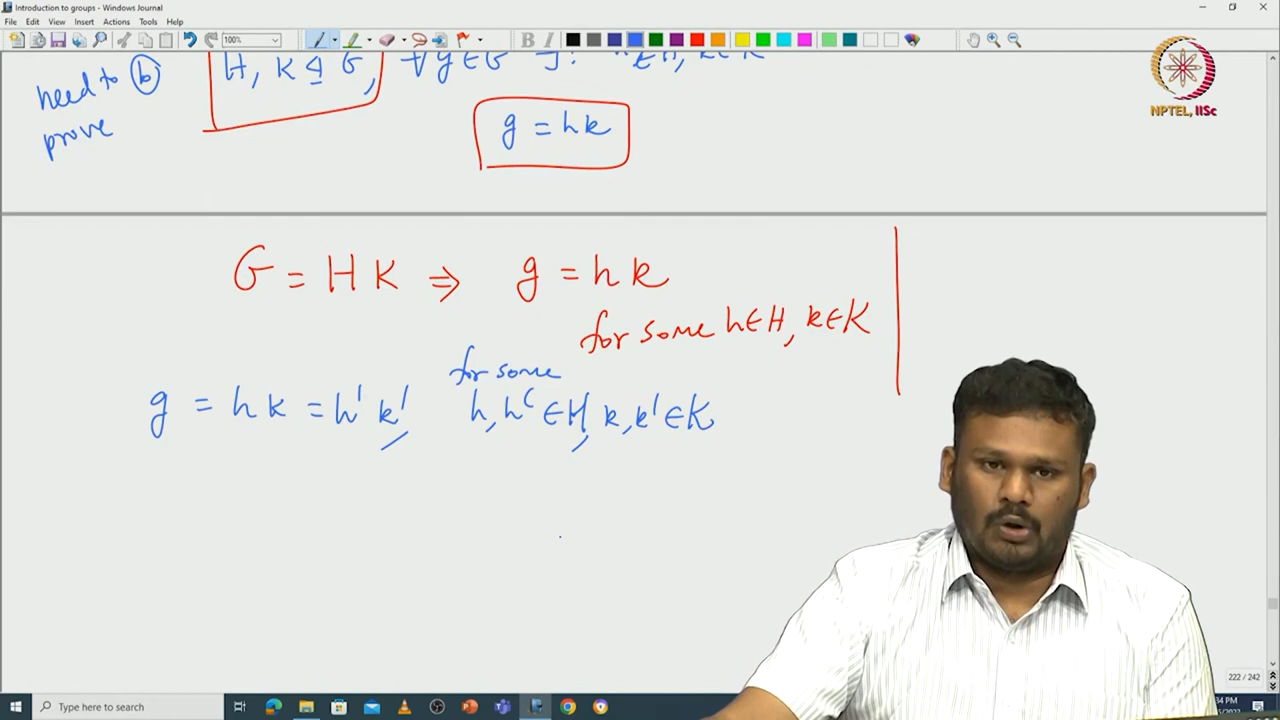 Introduction to groups - Windows Journal
File Edit View Insert Actions Tools Help
100%
NPTEL, IISc
need to (b) H, K ⊴ G, ∀ g ∈ G
prove
g = hk
G = HK ⇒ g = hk
for some h∈H, k∈K
for some
g = hk = h'k', h, h' ∈ H, k, k' ∈ K
222 / 242
Type here to search